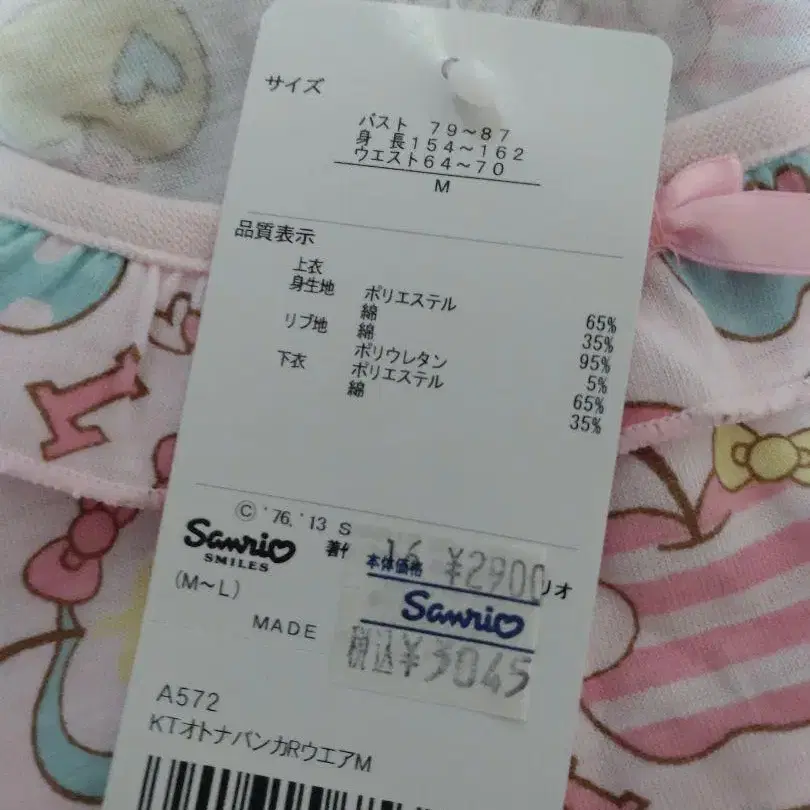 サイズ
バスト 79～87
身 長154～162
ウエスト64～70
M
品質表示
上衣
身生地 ポリエステル 65%
綿 35%
リブ地 綿 95%
ポリウレタン 5%
下衣 ポリエステル 65%
綿 35%
© '76, '13 S
Sanrio
SMILES
著作
16 ¥2900
本体価格
リオ
(M～L)
Sanrio
MADE
税込¥3045
A572
KTオトナパンカRウエアM